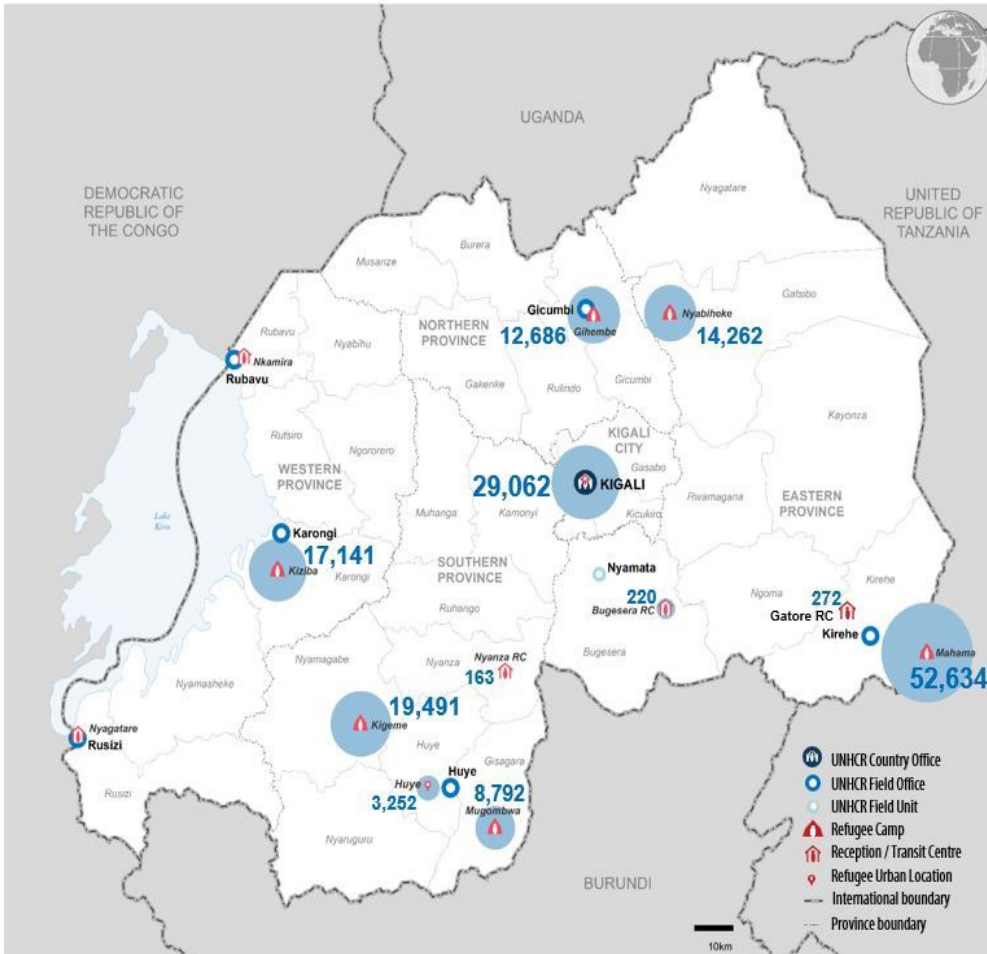 UGANDA
DEMOCRATIC
REPUBLIC OF
THE CONGO
UNITED
REPUBLIC OF
TANZANIA
Nyagatare
Burera
Musanze
Gatsibo
Gicumbi
Gihembe
12,686
Nyabiheke
14,262
NORTHERN
PROVINCE
Rubavu
Nyabihu
Nkamira
Rubavu
Gakenke
Rulindo
Gicumbi
Kayonza
Rutsiro
Ngororero
WESTERN
PROVINCE
KIGALI
CITY
Gasabo
29,062
KIGALI
Kicukiro
Rwamagana
EASTERN
PROVINCE
Muhanga
Kamonyi
Lake
Kivu
Karongi
17,141
Kiziba
Karongi
SOUTHERN
PROVINCE
Ruhango
Nyamata
220
Bugesera RC
Bugesera
Ngoma
Kirehe
272
Gatore RC
Kirehe
Mahama
52,634
Nyamagabe
Nyanza
Nyanza RC
163
Nyamasheke
19,491
Kigeme
Huye
Gisagara
Nyagatare
Rusizi
Rusizi
Huye
3,252
Huye
8,792
Mugombwa
Nyaruguru
BURUNDI
UNHCR Country Office
UNHCR Field Office
UNHCR Field Unit
Refugee Camp
Reception / Transit Centre
Refugee Urban Location
International boundary
Province boundary
10km